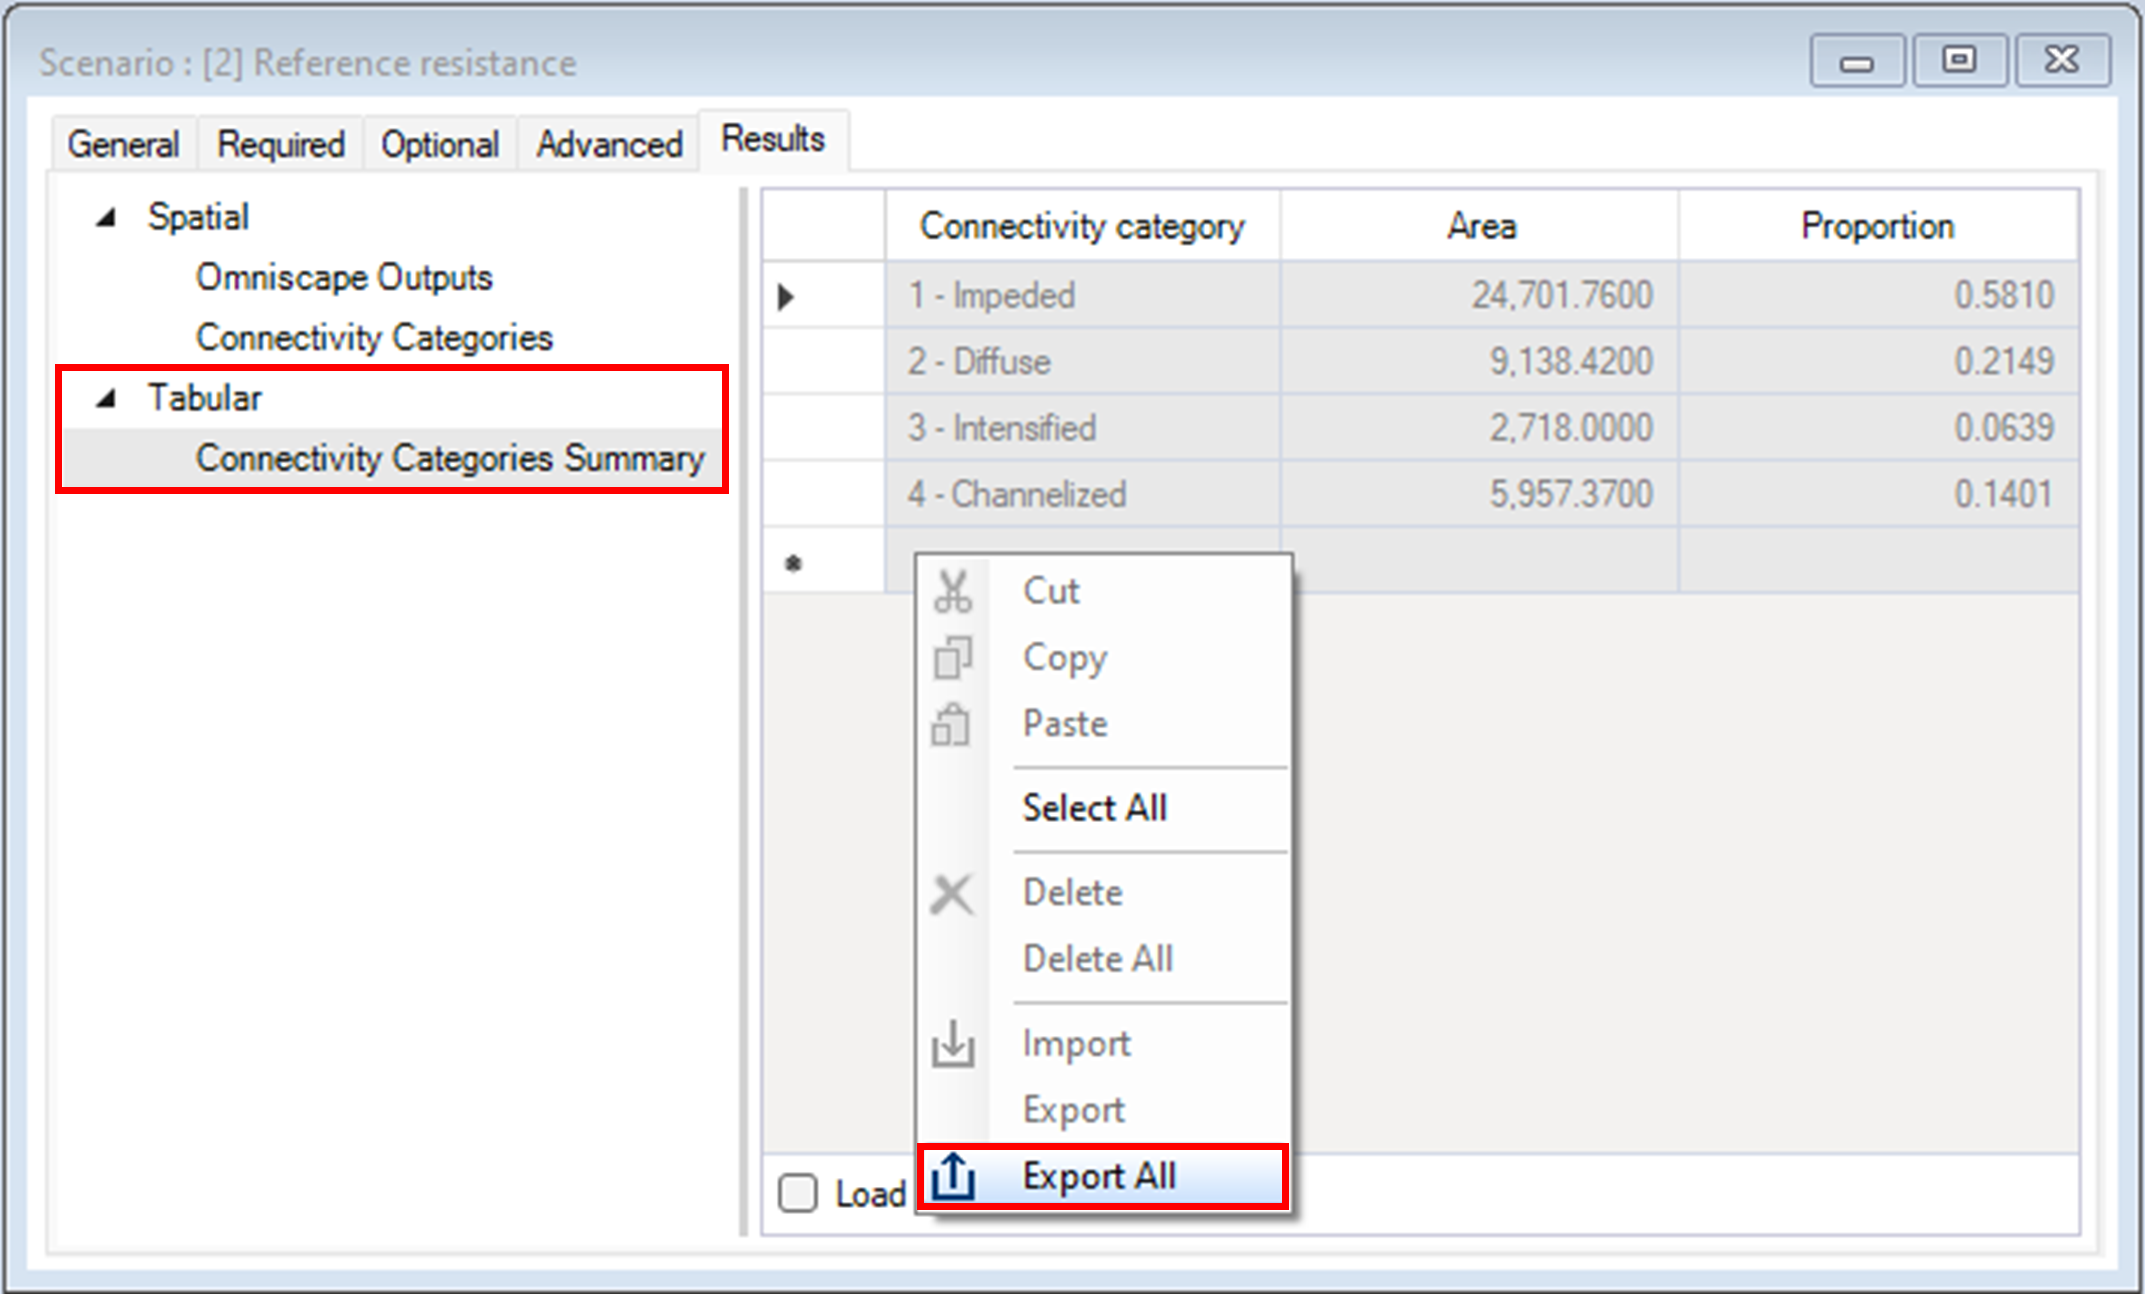 Scenario : [2] Reference resistance
General Required Optional Advanced Results
Spatial
Omniscape Outputs
Connectivity Categories
Tabular
Connectivity Categories Summary
Connectivity category Area Proportion
1 - Impeded 24,701.7600 0.5810
2 - Diffuse 9,138.4200 0.2149
3 - Intensified 2,718.0000 0.0639
4 - Channelized 5,957.3700 0.1401
Cut
Copy
Paste
Select All
Delete
Delete All
Import
Export
Export All
Load